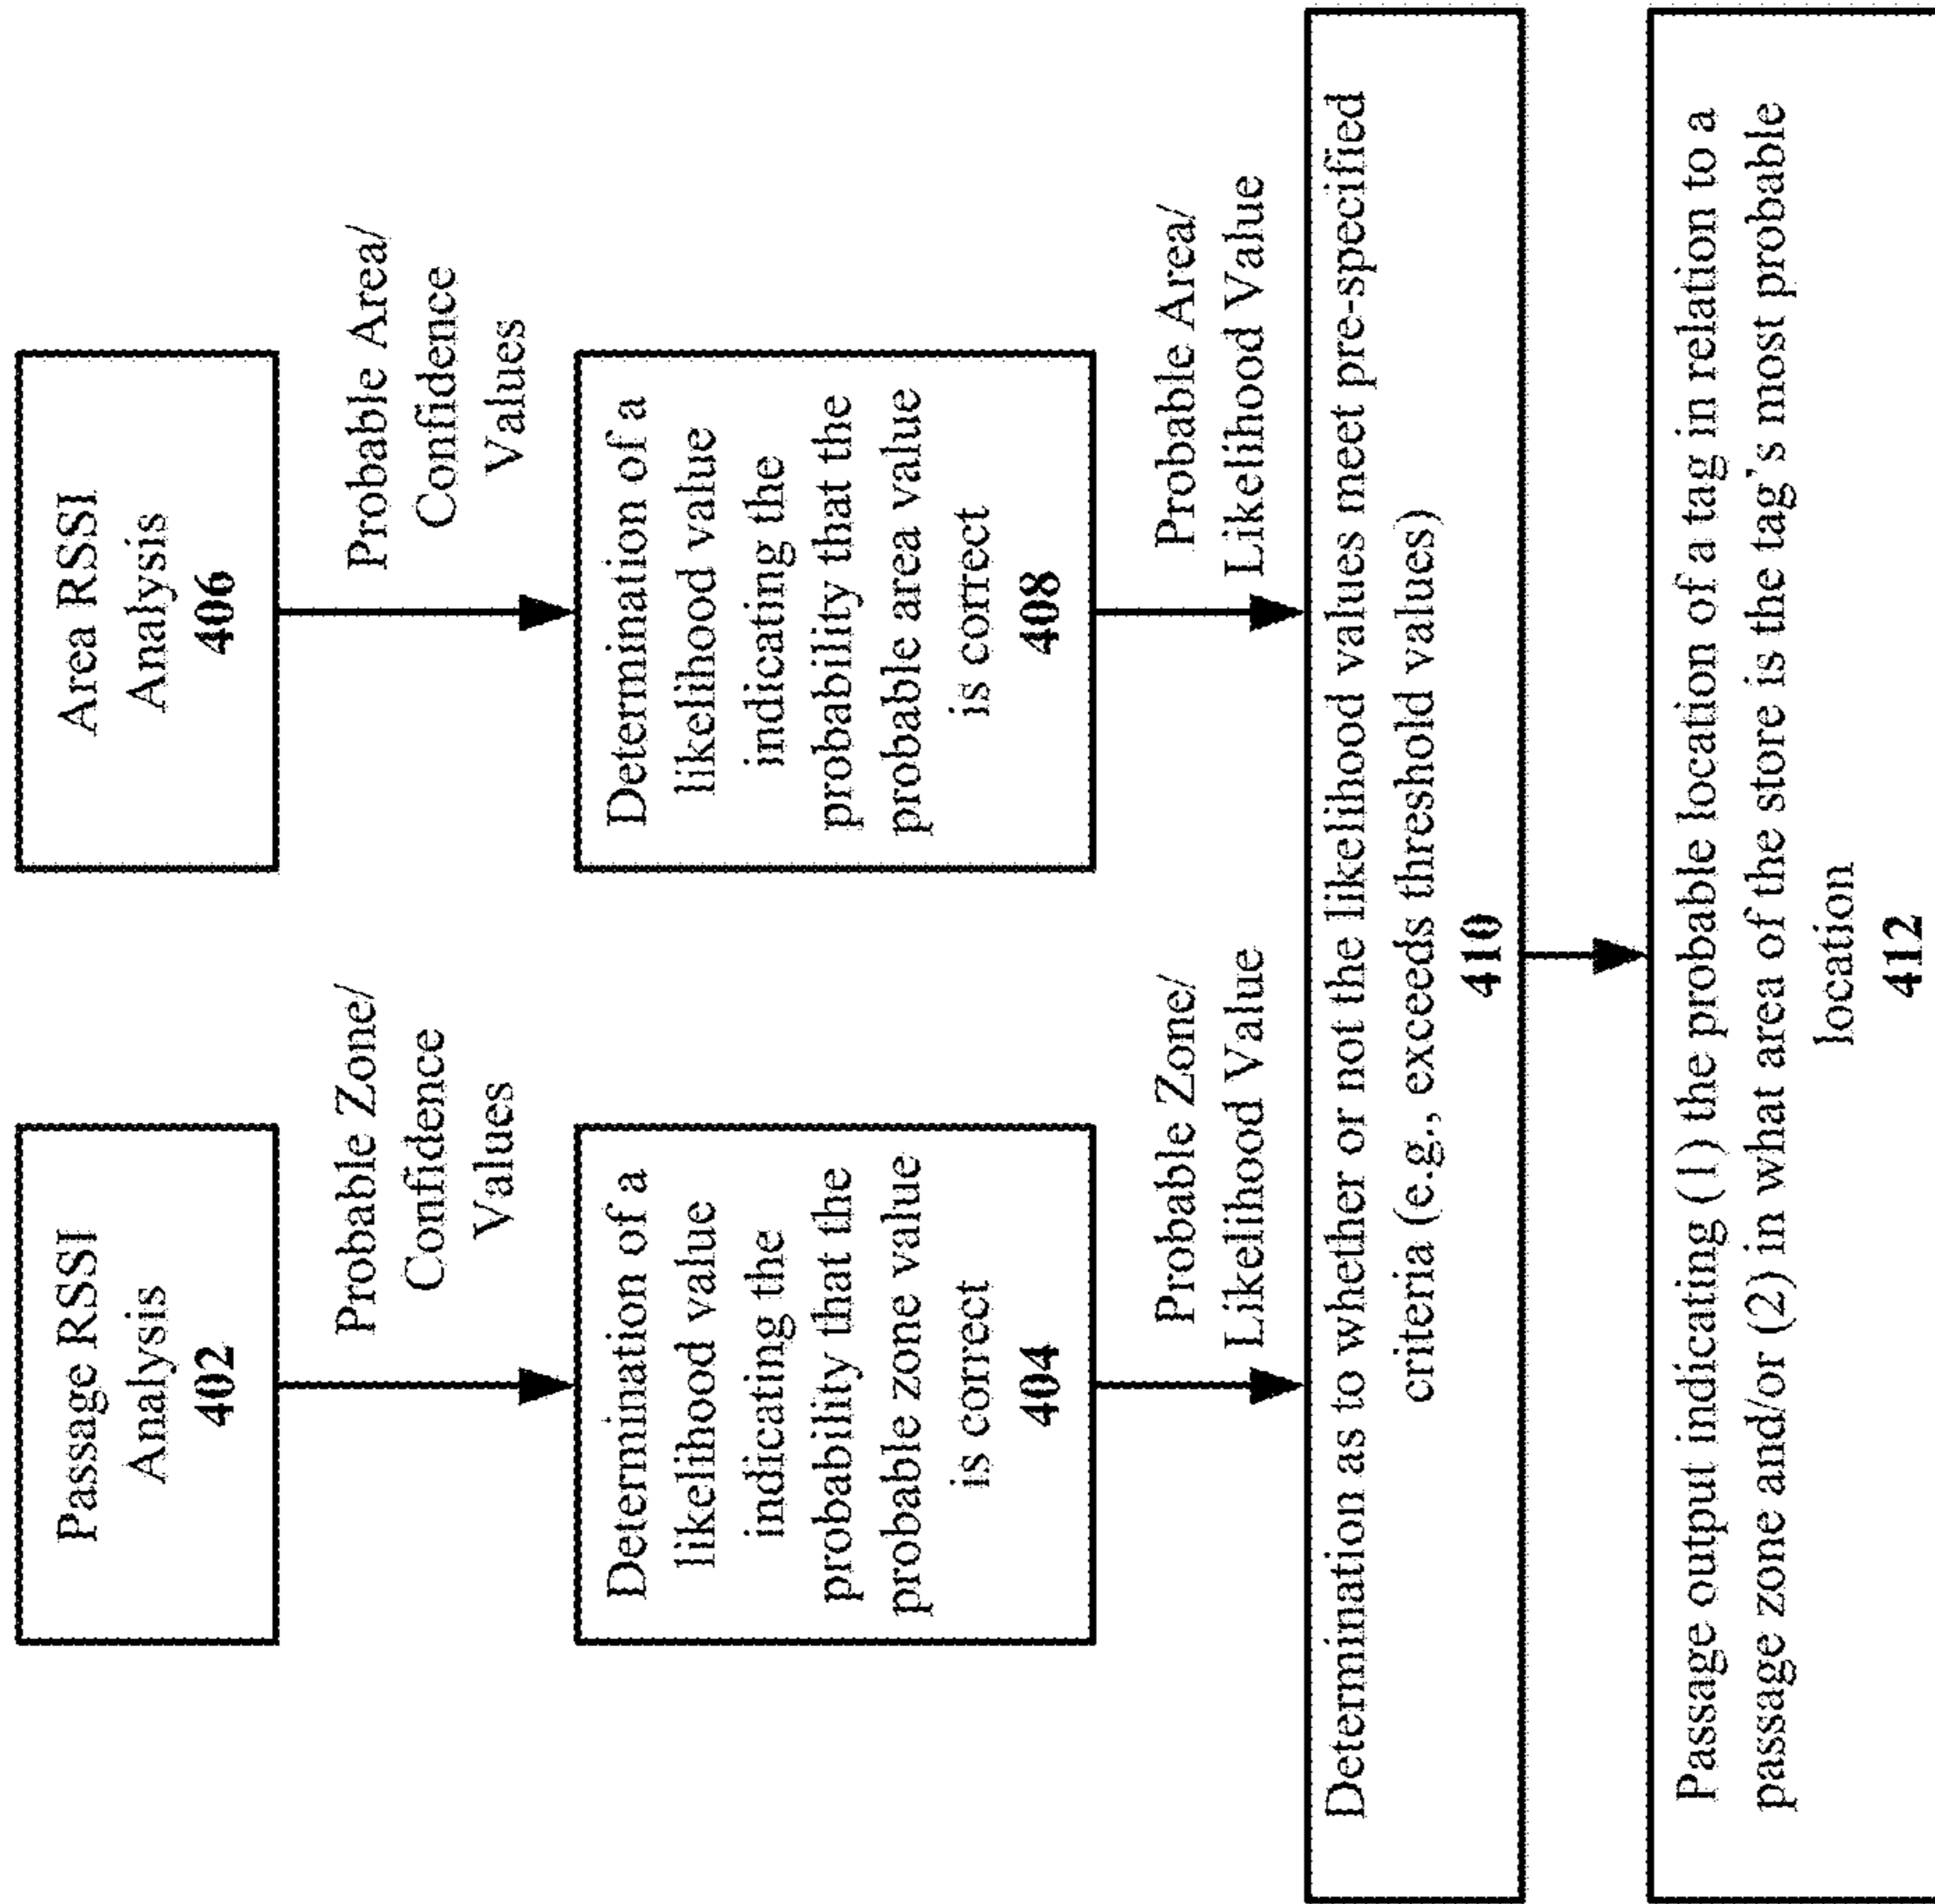 Passage RSSI
Analysis
402
Area RSSI
Analysis
406
Probable Zone/
Confidence
Values
Probable Area/
Confidence
Values
Determination of a
likelihood value
indicating the
probability that the
probable zone value
is correct
404
Determination of a
likelihood value
indicating the
probability that the
probable area value
is correct
408
Probable Zone/
Likelihood Value
Probable Area/
Likelihood Value
Determination as to whether or not the likelihood values meet pre-specified
criteria (e.g., exceeds threshold values)
410
Passage output indicating (1) the probable location of a tag in relation to a
passage zone and/or (2) in what area of the store is the tag's most probable
location
412